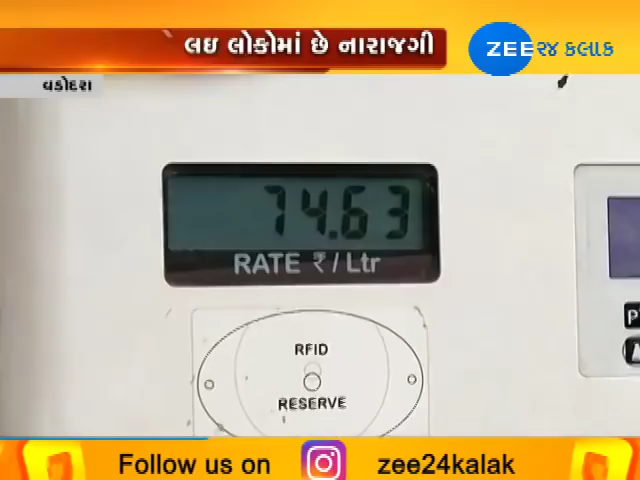 લઇ લોકોમાં છે નારાજગી
ZEE ૨૪ કલાક
વડોદરા
74.63
RATE ₹/Ltr
RFID
RESERVE
Follow us on zee24kalak